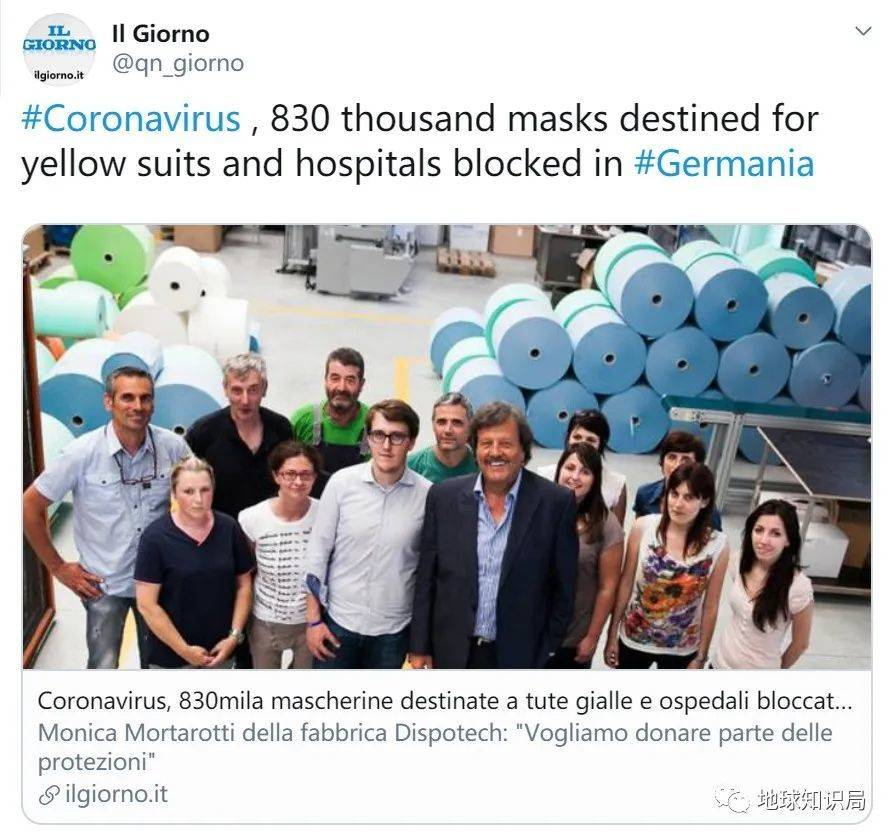 IL
GIORNO
ilgiorno.it
Il Giorno
@qn_giorno
#Coronavirus , 830 thousand masks destined for
yellow suits and hospitals blocked in #Germania
Coronavirus, 830mila mascherine destinate a tute gialle e ospedali bloccat...
Monica Mortarotti della fabbrica Dispotech: "Vogliamo donare parte delle
protezioni"
ilgiorno.it
地球知识局